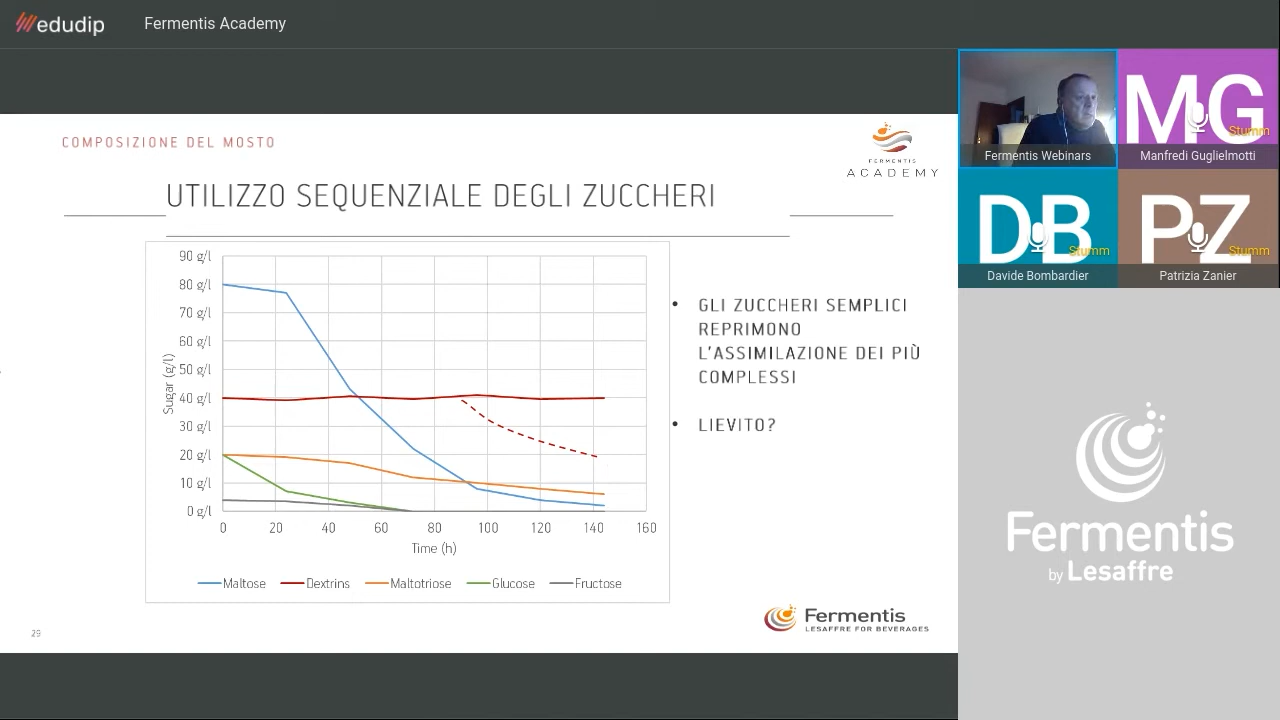 edudip
Fermentis Academy
COMPOSIZIONE DEL MOSTO
FERMENTIS
ACADEMY
UTILIZZO SEQUENZIALE DEGLI ZUCCHERI
90 g/l
80 g/l
70 g/l
60 g/l
50 g/l
40 g/l
30 g/l
20 g/l
10 g/l
0 g/l
Sugar (g/l)
0 20 40 60 80 100 120 140 160
Time (h)
Maltose Dextrins Maltotriose Glucose Fructose
• GLI ZUCCHERI SEMPLICI
REPRIMONO
L'ASSIMILAZIONE DEI PIÙ
COMPLESSI
• LIEVITO?
29
Fermentis
LESAFFRE FOR BEVERAGES
Fermentis Webinars
MG
Stumm
Manfredi Guglielmotti
DB
Stumm
Davide Bombardier
PZ
Stumm
Patrizia Zanier
Fermentis
by Lesaffre